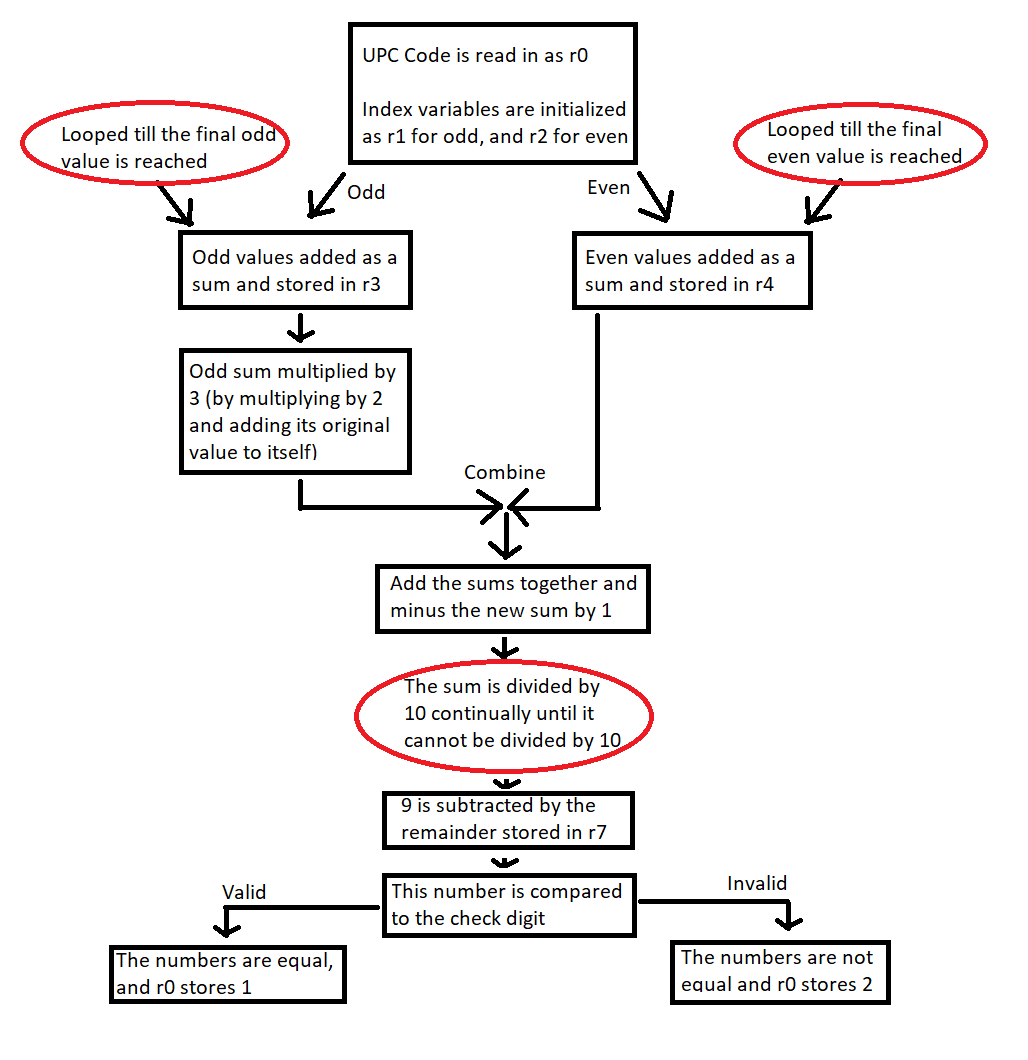 UPC Code is read in as r0
Index variables are initialized
as r1 for odd, and r2 for even
Looped till the final odd
value is reached
Looped till the final
even value is reached
Odd
Even
Odd values added as a
sum and stored in r3
Even values added as a
sum and stored in r4
Odd sum multiplied by
3 (by multiplying by 2
and adding its original
value to itself)
Combine
Add the sums together and
minus the new sum by 1
The sum is divided by
10 continually until it
cannot be divided by 10
9 is subtracted by the
remainder stored in r7
Valid
This number is compared
to the check digit
Invalid
The numbers are equal,
and r0 stores 1
The numbers are not
equal and r0 stores 2